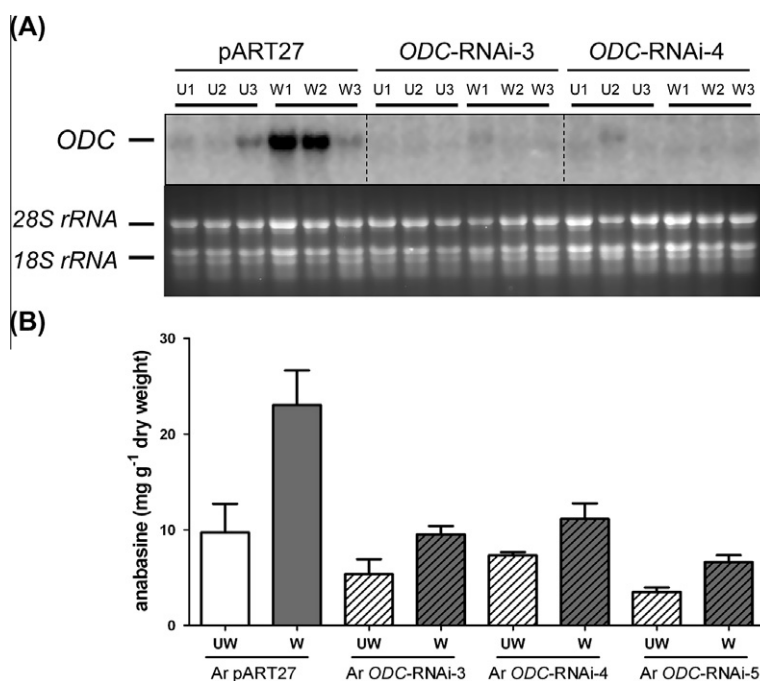 (A)
pART27 ODC-RNAi-3 ODC-RNAi-4
U1 U2 U3 W1 W2 W3 U1 U2 U3 W1 W2 W3 U1 U2 U3 W1 W2 W3
ODC
28S rRNA
18S rRNA
(B)
30
20
10
0
anabasine (mg g⁻¹ dry weight)
UW W UW W UW W UW W
Ar pART27 Ar ODC-RNAi-3 Ar ODC-RNAi-4 Ar ODC-RNAi-5